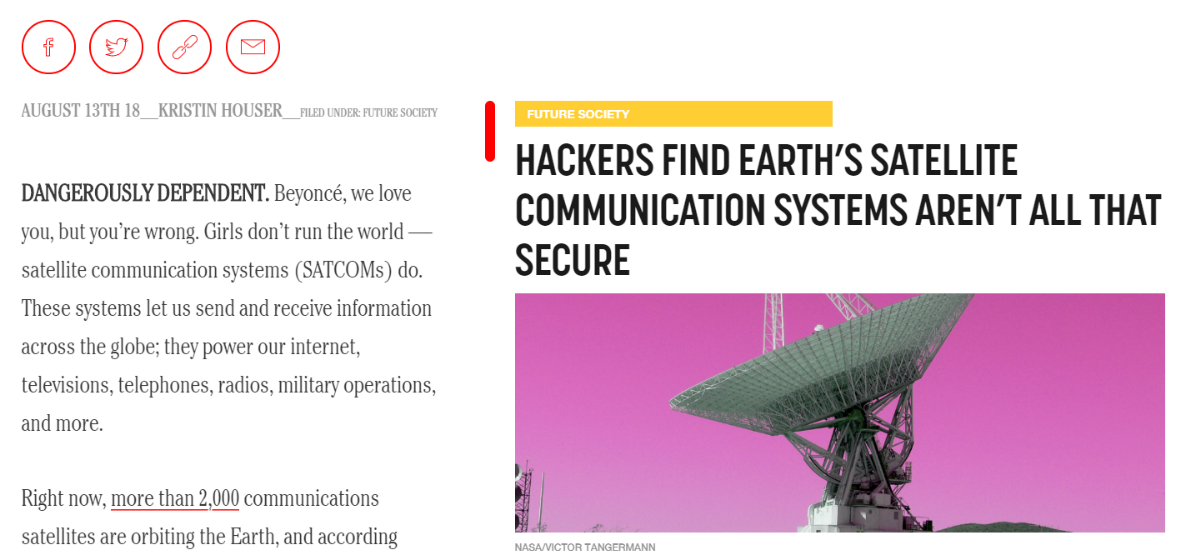 AUGUST 13TH 18__KRISTIN HOUSER__FILED UNDER: FUTURE SOCIETY
DANGEROUSLY DEPENDENT. Beyoncé, we love
you, but you’re wrong. Girls don’t run the world —
satellite communication systems (SATCOMs) do.
These systems let us send and receive information
across the globe; they power our internet,
televisions, telephones, radios, military operations,
and more.
Right now, more than 2,000 communications
satellites are orbiting the Earth, and according
FUTURE SOCIETY
HACKERS FIND EARTH’S SATELLITE
COMMUNICATION SYSTEMS AREN’T ALL THAT
SECURE
NASA/VICTOR TANGERMANN